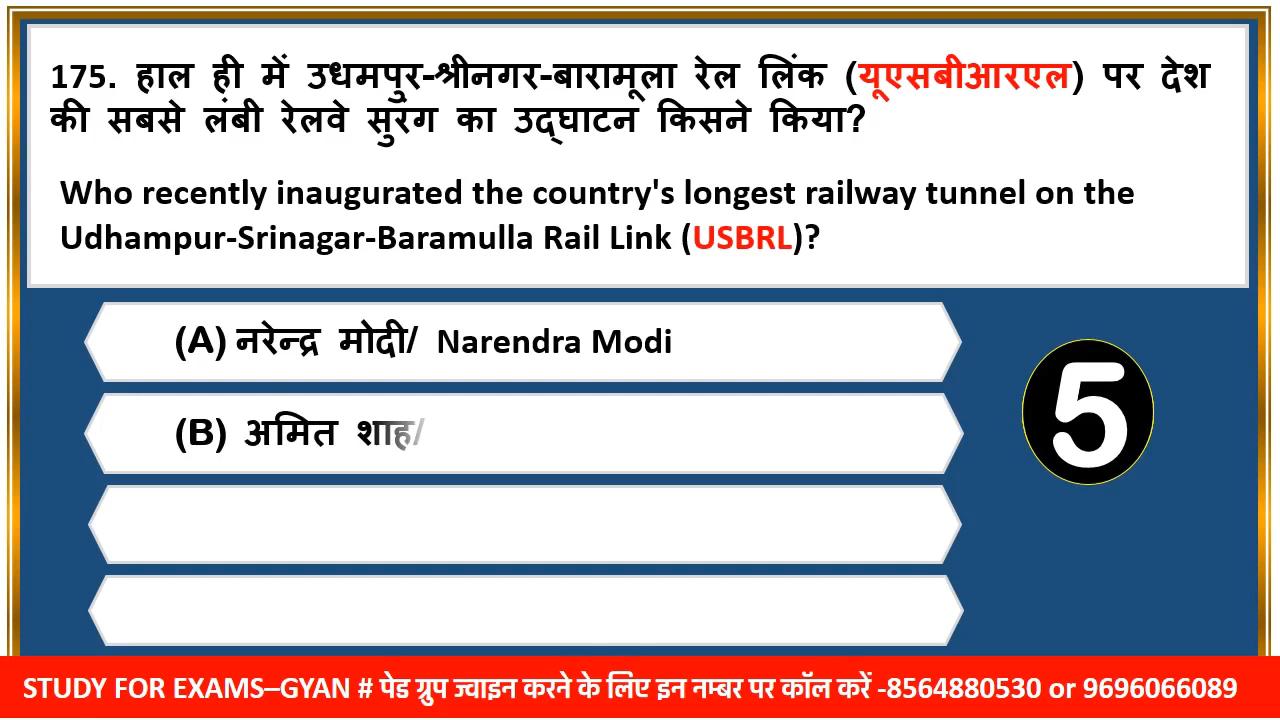 175. हाल ही में उधमपुर-श्रीनगर-बारामूला रेल लिंक (यूएसबीआरएल) पर देश
की सबसे लंबी रेलवे सुरंग का उद्घाटन किसने किया?
Who recently inaugurated the country's longest railway tunnel on the
Udhampur-Srinagar-Baramulla Rail Link (USBRL)?
(A) नरेन्द्र मोदी/ Narendra Modi
(B) अमित शाह/
5
STUDY FOR EXAMS–GYAN # पेड ग्रुप ज्वाइन करने के लिए इन नम्बर पर कॉल करें -8564880530 or 9696066089